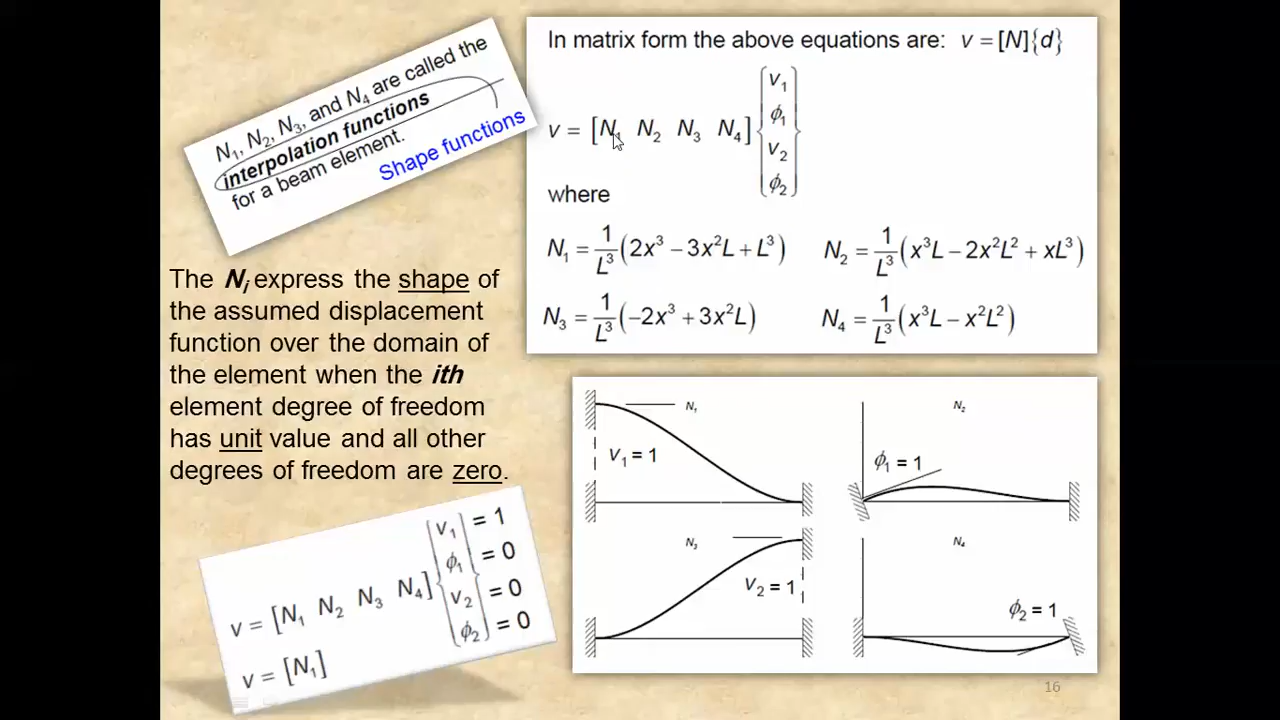 N₁, N₂, N₃, and N₄ are called the
interpolation functions
for a beam element.
Shape functions
In matrix form the above equations are: v = [N]{d}
v = [N₁ N₂ N₃ N₄] {v₁ ϕ₁ v₂ ϕ₂}
where
N₁ = 1/L³ (2x³ − 3x²L + L³) N₂ = 1/L³ (x³L − 2x²L² + xL³)
N₃ = 1/L³ (−2x³ + 3x²L) N₄ = 1/L³ (x³L − x²L²)
The Nᵢ express the shape of
the assumed displacement
function over the domain of
the element when the ith
element degree of freedom
has unit value and all other
degrees of freedom are zero.
v = [N₁ N₂ N₃ N₄] {v₁ ϕ₁ v₂ ϕ₂} = 1 = 0 = 0 = 0
v = [N₁]
N₁
v₁ = 1
N₂
ϕ₁ = 1
N₃
v₂ = 1
N₄
ϕ₂ = 1
16